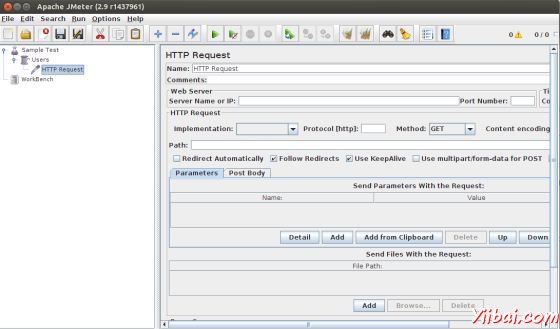 Apache JMeter (2.9 r1437961)
File Edit Search Run Options Help
0 0 / 0
Sample Test
Users
HTTP Request
WorkBench
HTTP Request
Name: HTTP Request
Comments:
Web Server
Ti
Server Name or IP: Port Number: Co
HTTP Request
Implementation: Protocol [http]: Method: GET Content encoding
Path:
Redirect Automatically Follow Redirects Use KeepAlive Use multipart/form-data for POST
Parameters Post Body
Send Parameters With the Request:
Name: Value
Detail Add Add from Clipboard Delete Up Down
Send Files With the Request:
File Path:
Add Browse... Delete
Yiibai.com